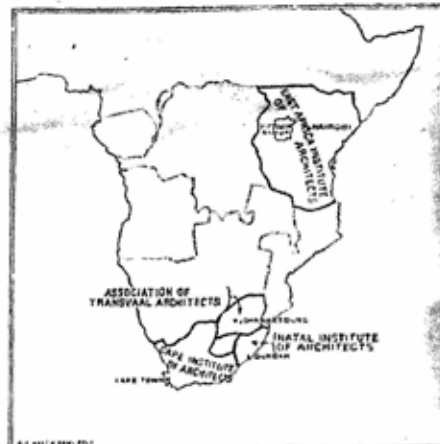 EAST AFRICA INSTITUTE
OF
ARCHITECTS
NAIROBI
ASSOCIATION OF
TRANSVAAL ARCHITECTS
JOHANNESBURG
NATAL INSTITUTE
OF ARCHITECTS
DURBAN
CAPE INSTITUTE
OF ARCHITECTS
CAPE TOWN